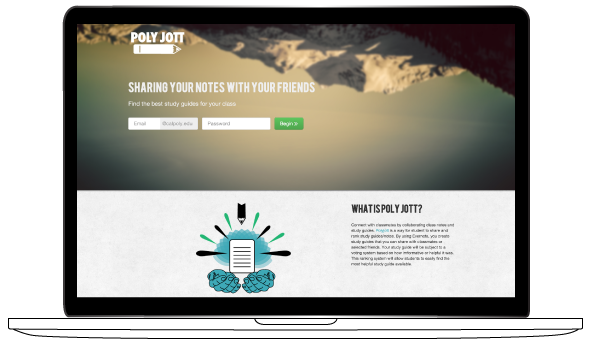 POLY JOTT
SHARING YOUR NOTES WITH YOUR FRIENDS
Find the best study guides for your class.
Email @calpoly.edu Password Begin »
WHAT IS POLY JOTT?
Connect with classmates by collaborating class notes and
study guides. PolyJott is a way for student to share and
rank study guides/notes. By using Evernote, you create
study guides that you can share with classmates or
selected friends. Your study guide will be subject to a
voting system based on how informative or helpful it was.
This ranking system will allow students to easily find the
most helpful study guide available.